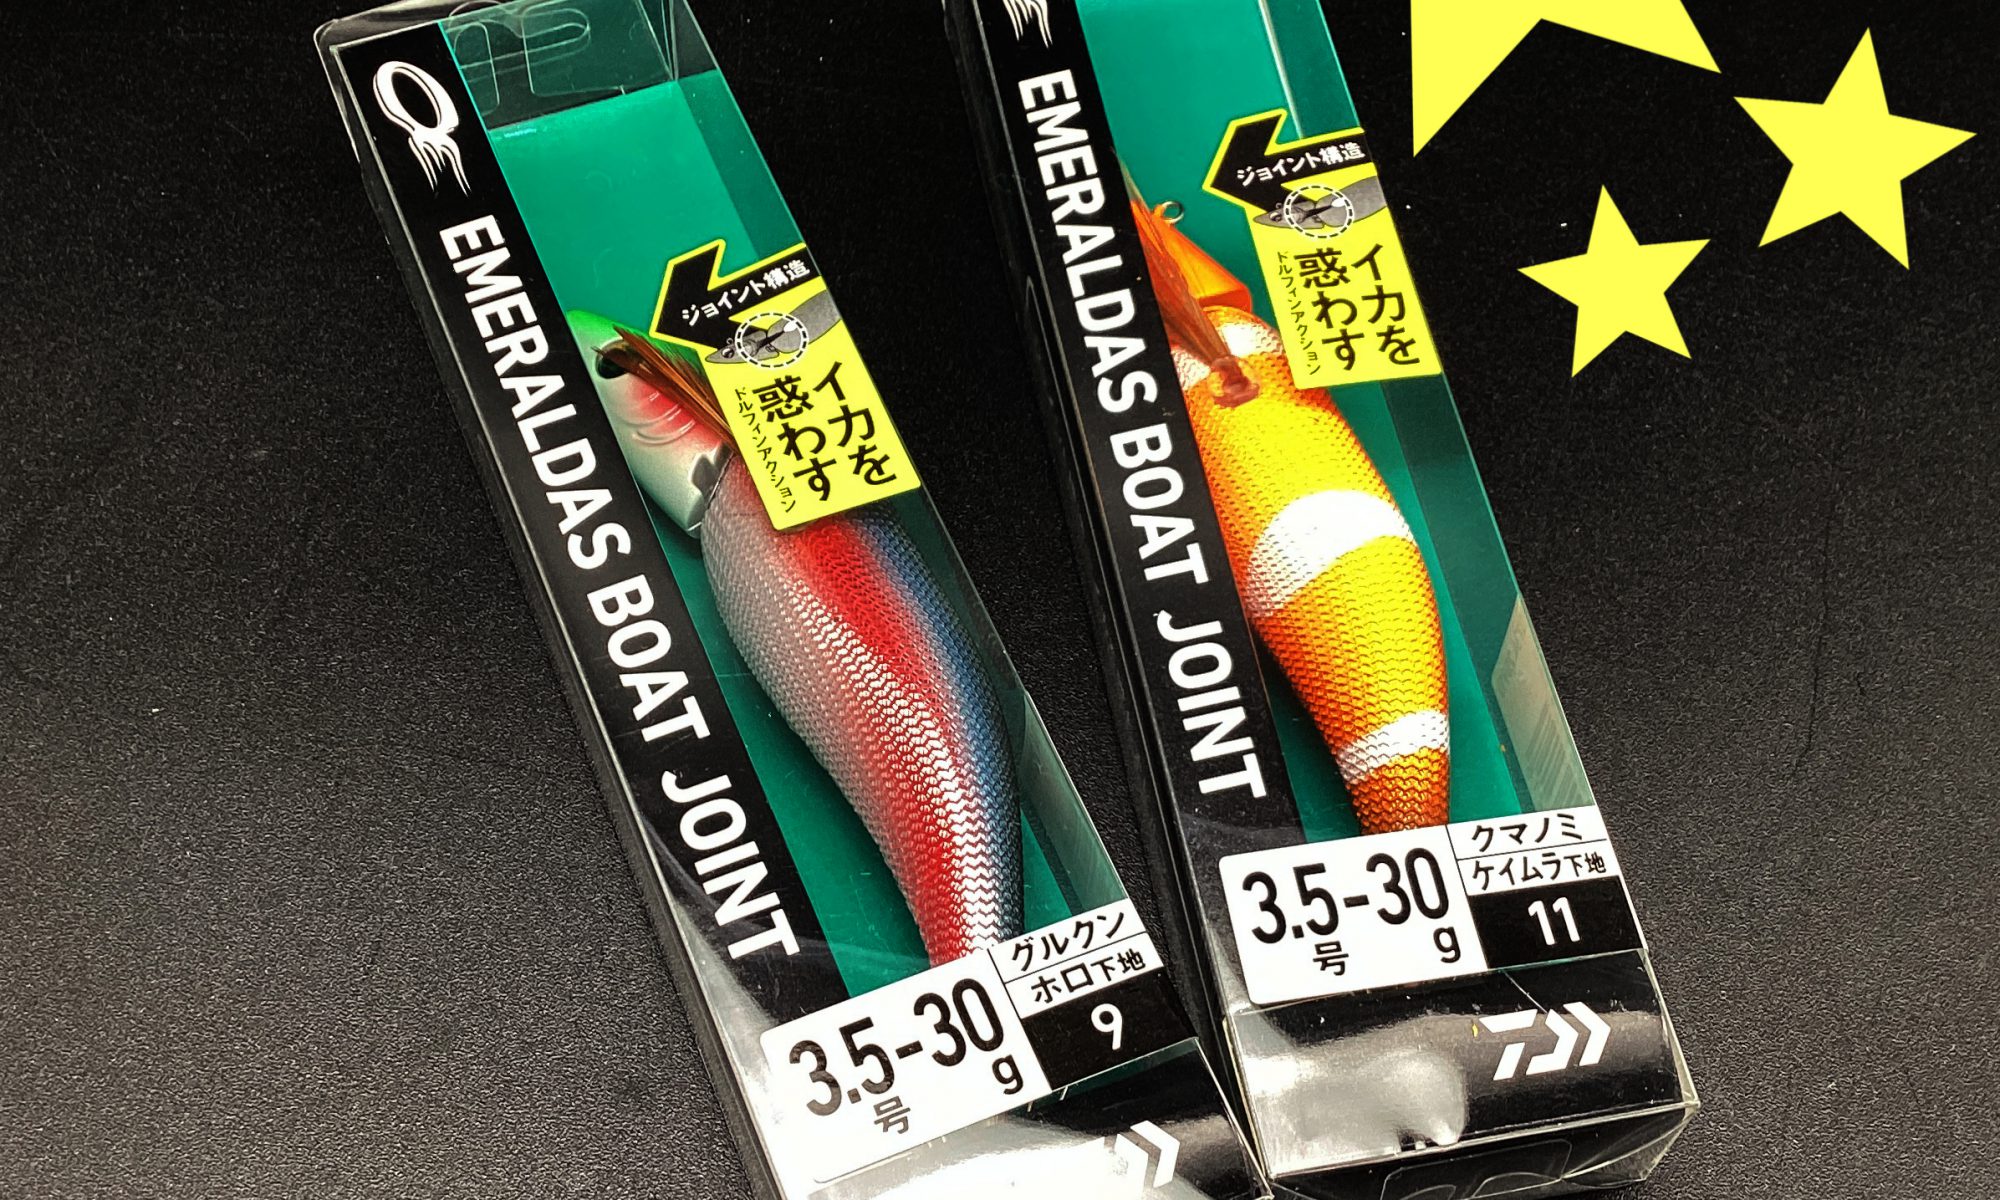 EMERALDAS BOAT JOINT
ジョイント構造
イカを
惑わす
ドルフィンアクション
グルクン
ホロ下地
9
3.5号-30g
EMERALDAS BOAT JOINT
ジョイント構造
イカを
惑わす
ドルフィンアクション
クマノミ
ケイムラ下地
11
3.5号-30g